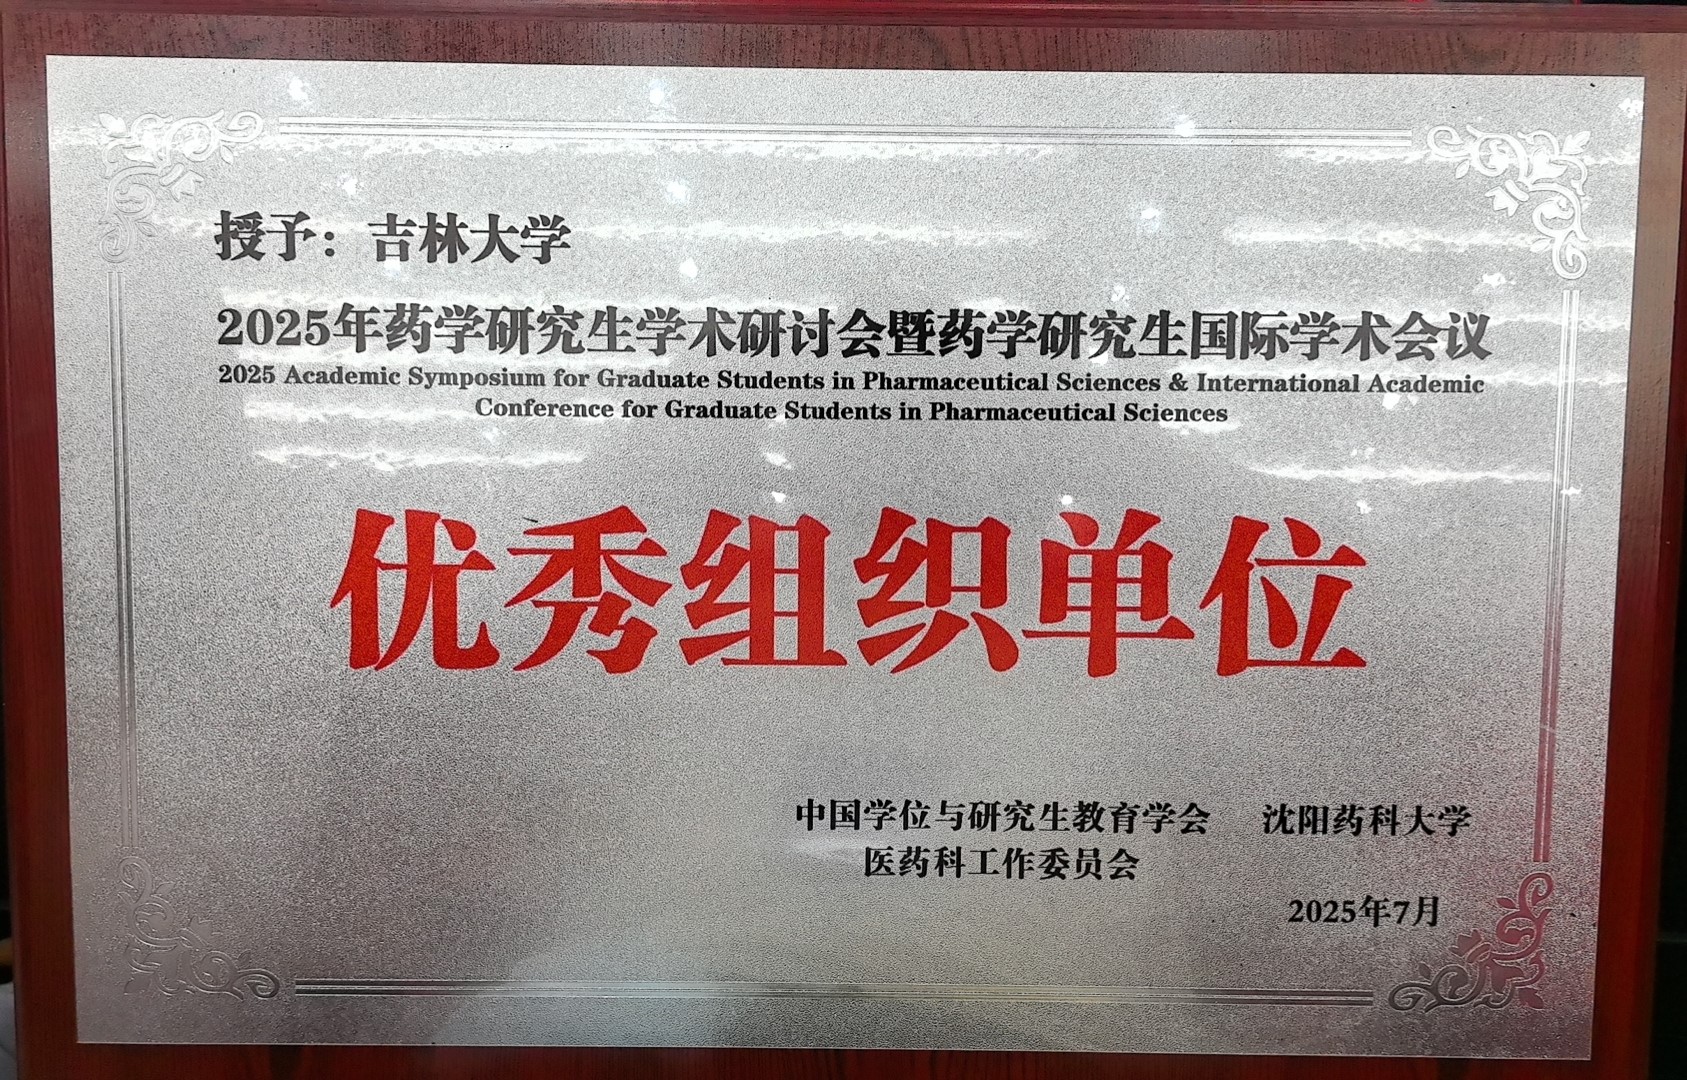 授予：吉林大学
2025年药学研究生学术研讨会暨药学研究生国际学术会议
2025 Academic Symposium for Graduate Students in Pharmaceutical Sciences & International Academic
Conference for Graduate Students in Pharmaceutical Sciences
优秀组织单位
中国学位与研究生教育学会 沈阳药科大学
医药科工作委员会
2025年7月